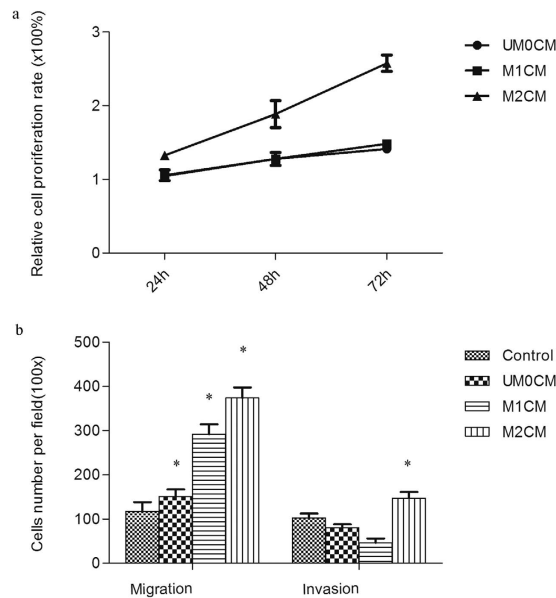 a
Relative cell proriferation rate (x100%)
3
2
1
0
24h
48h
72h
UM0CM
M1CM
M2CM
b
Cells number per field(100x)
500
400
300
200
100
0
*
*
*
*
Migration
Invasion
Control
UM0CM
M1CM
M2CM